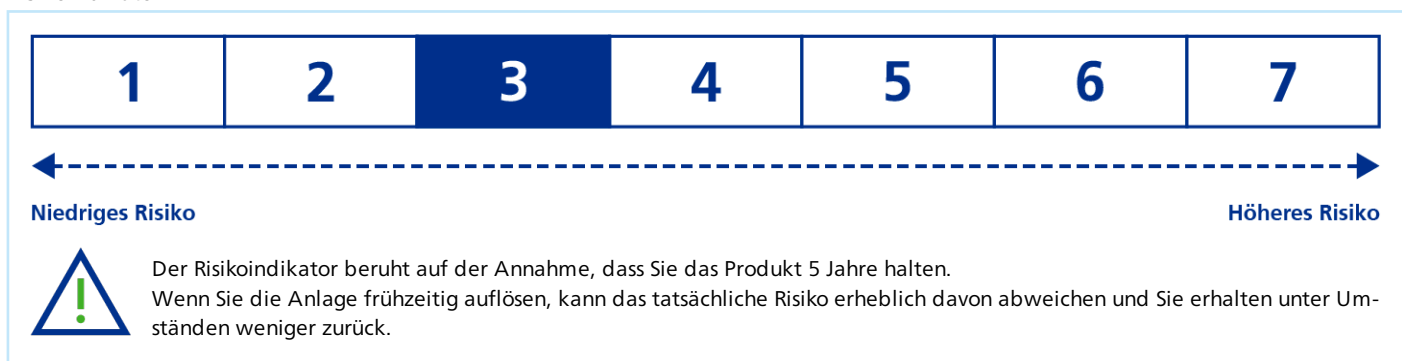 1 2 3 4 5 6 7
Niedriges Risiko Höheres Risiko
Der Risikoindikator beruht auf der Annahme, dass Sie das Produkt 5 Jahre halten.
Wenn Sie die Anlage frühzeitig auflösen, kann das tatsächliche Risiko erheblich davon abweichen und Sie erhalten unter Um-
ständen weniger zurück.